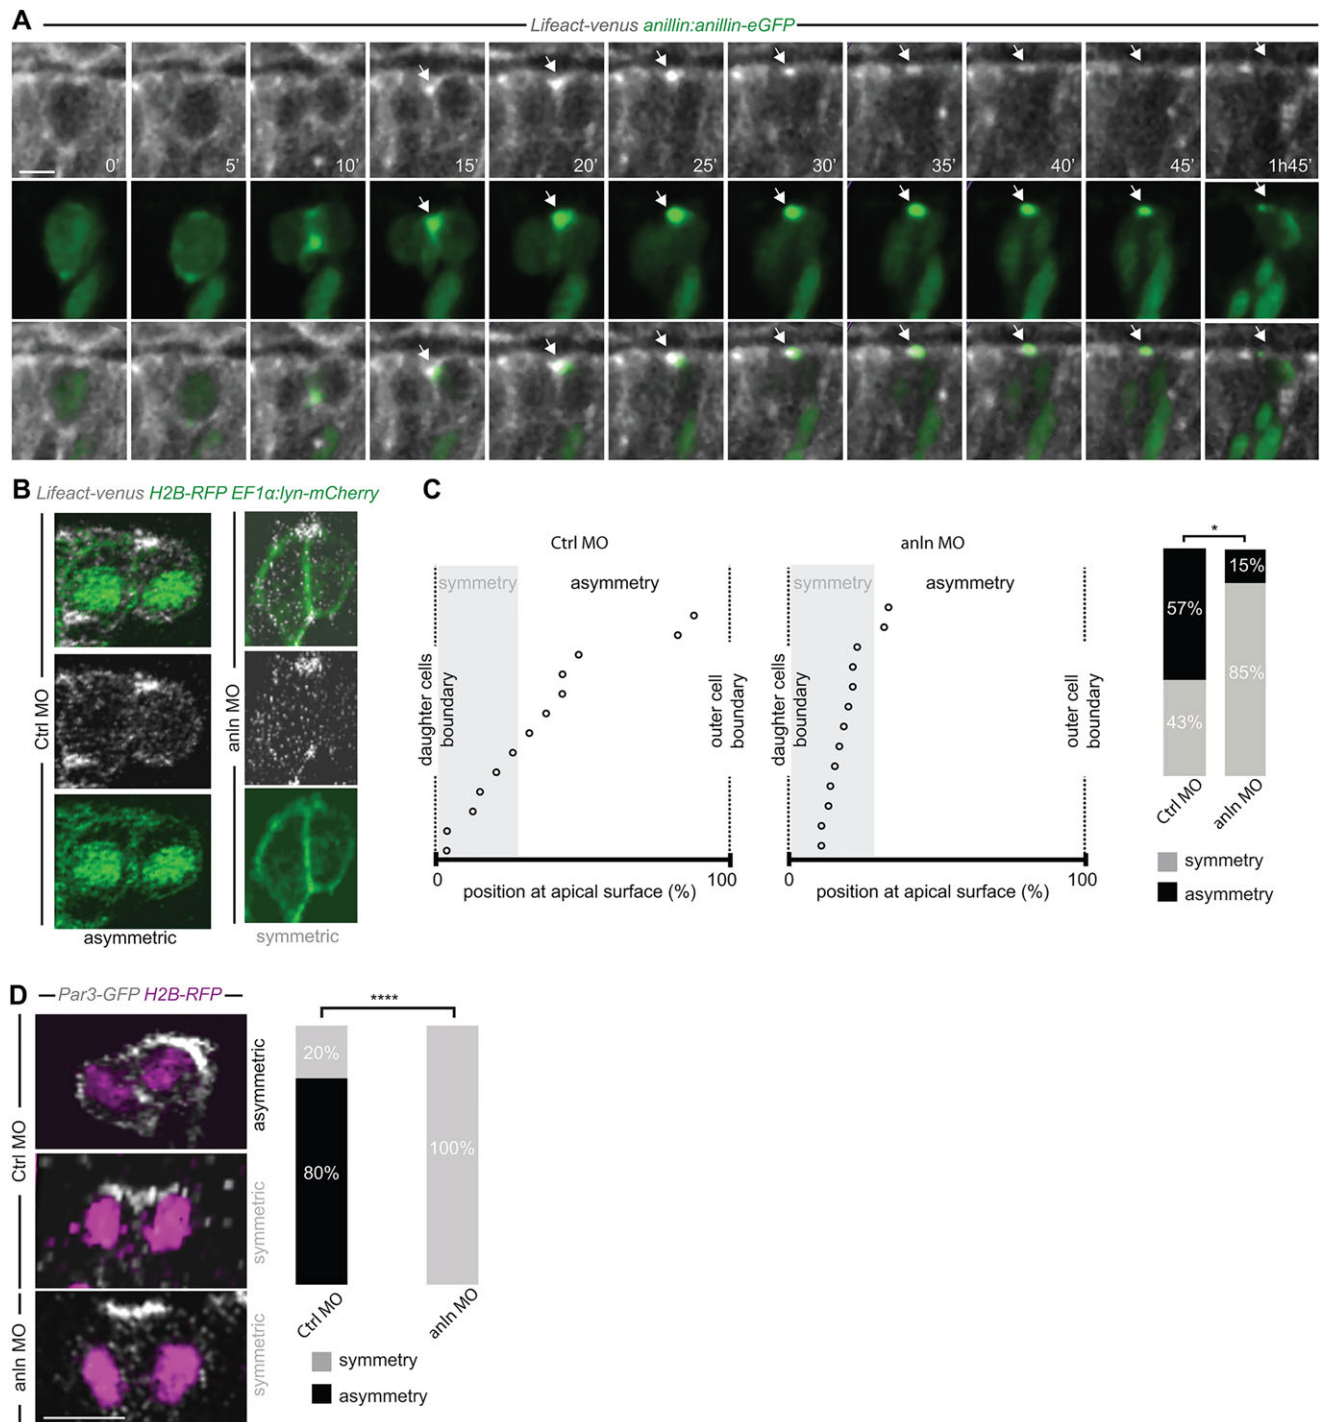 A
Lifeact-venus anillin:anillin-eGFP
0’ 5’ 10’ 15’ 20’ 25’ 30’ 35’ 40’ 45’ 1h45’
B Lifeact-venus H2B-RFP EF1α:lyn-mCherry
Ctrl MO
anln MO
asymmetric
symmetric
C
Ctrl MO
symmetry asymmetry
daughter cells
boundary
outer cell
boundary
0 100
position at apical surface (%)
anln MO
symmetry asymmetry
daughter cells
boundary
outer cell
boundary
0 100
position at apical surface (%)
*
57%
43%
15%
85%
Ctrl MO
anln MO
symmetry
asymmetry
D
Par3-GFP H2B-RFP
Ctrl MO
anln MO
asymmetric
symmetric
symmetric
****
20%
80%
100%
Ctrl MO
anln MO
symmetry
asymmetry